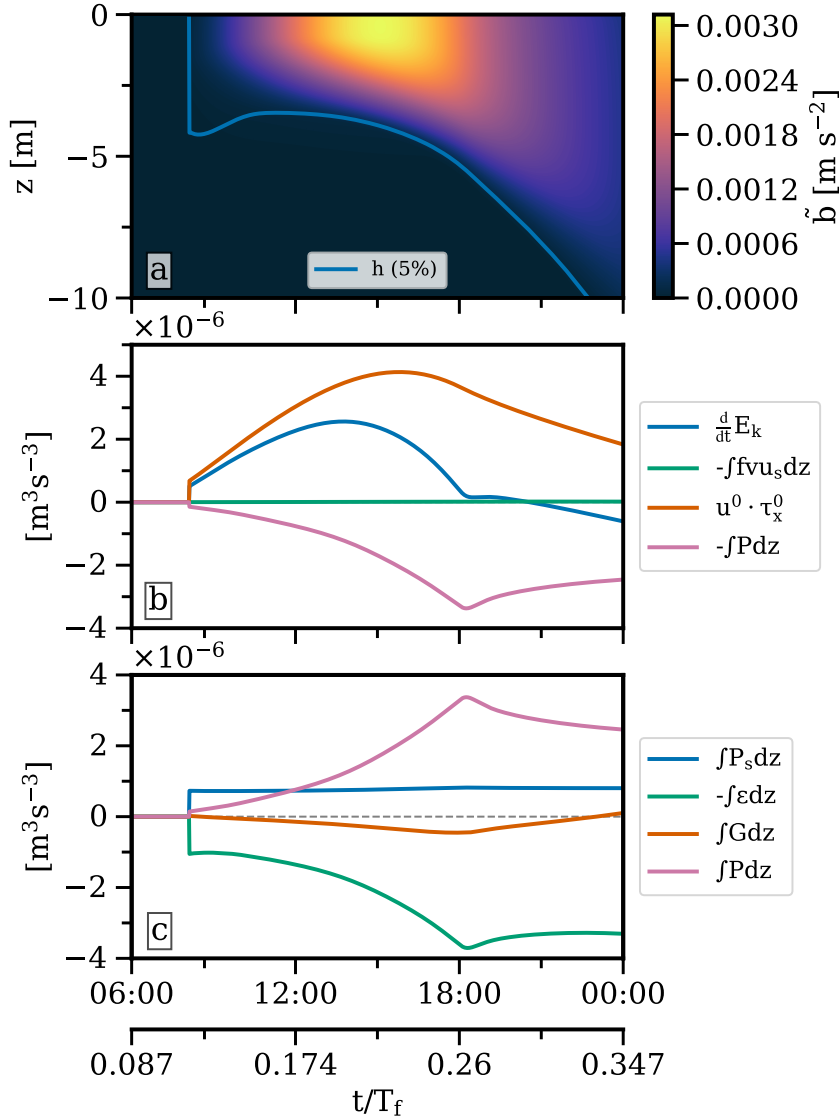 0
−5
−10
z [m]
a
h (5%)
0.0030
0.0024
0.0018
0.0012
0.0006
0.0000
b̃ [m s⁻²]
×10⁻⁶
4
2
0
−2
−4
[m³s⁻³]
b
d/dt Eₖ
-∫fvuₛdz
u⁰ · τₓ⁰
-∫Pdz
×10⁻⁶
4
2
0
−2
−4
[m³s⁻³]
c
∫Pₛdz
-∫εdz
∫Gdz
∫Pdz
06:00 12:00 18:00 00:00
0.087 0.174 0.26 0.347
t/T_f